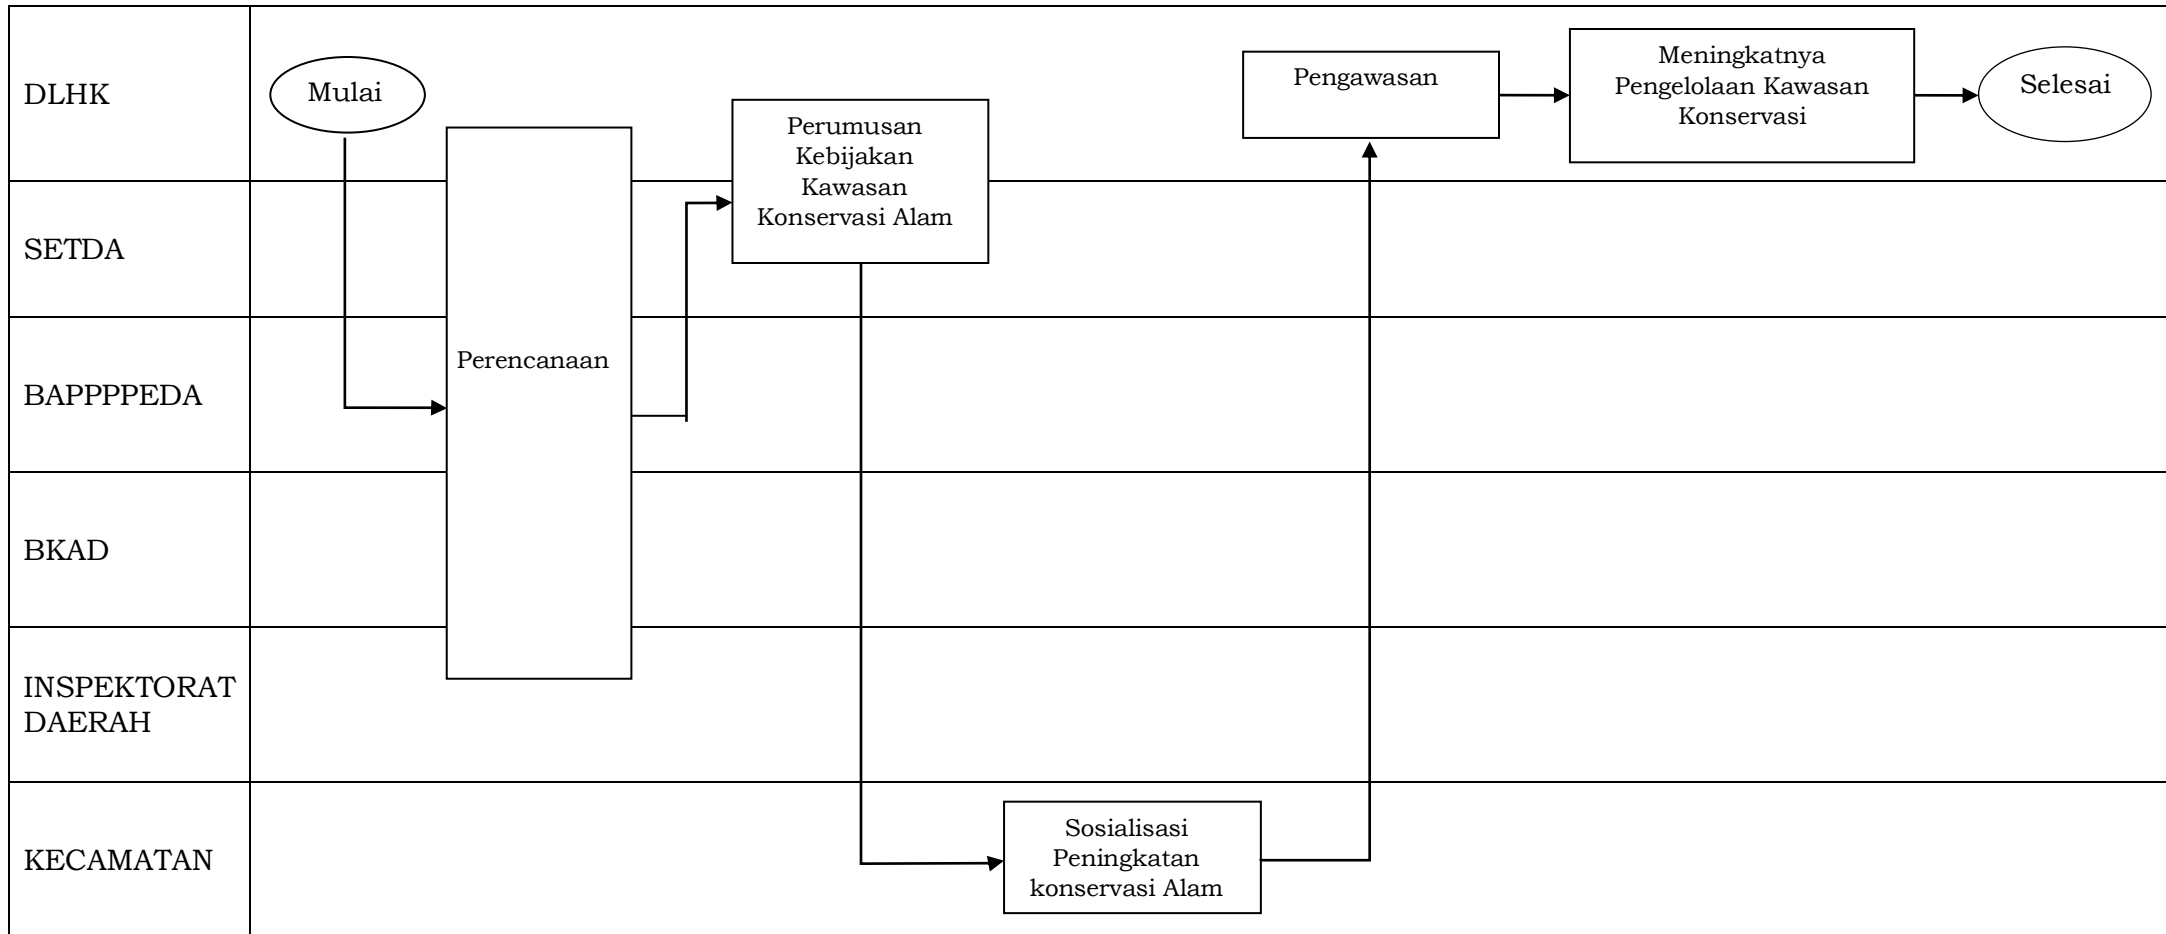 DLHK
Mulai
Perumusan
Kebijakan
Kawasan
Konservasi Alam
Pengawasan
Meningkatnya
Pengelolaan Kawasan
Konservasi
Selesai
SETDA
BAPPPPEDA
Perencanaan
BKAD
INSPEKTORAT
DAERAH
KECAMATAN
Sosialisasi
Peningkatan
konservasi Alam